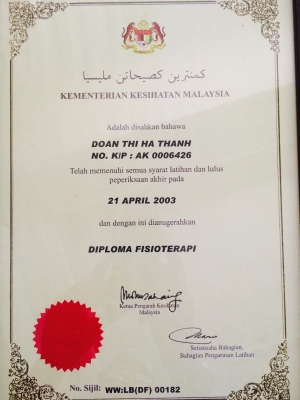 كمنترين كصيحاتن مليسيا
KEMENTERIAN KESIHATAN MALAYSIA
Adalah disahkan bahawa
DOAN THI HA THANH
NO. K/P : AK 0006426
Telah memenuhi semua syarat latihan dan lulus
peperiksaan akhir pada
21 APRIL 2003
dan dengan ini dianugerahkan
DIPLOMA FISIOTERAPI
Ketua Pengarah Kesihatan
Malaysia
Setiausaha Bahagian,
Bahagian Pengurusan Latihan
No. Sijil: WW:LB(DF) 00182